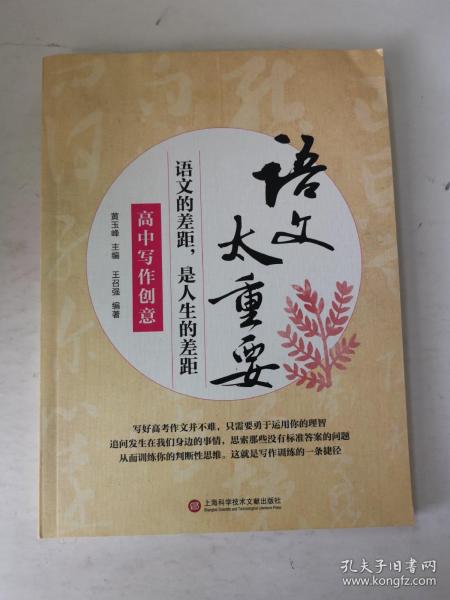 语文
太重要
语文的差距，是人生的差距
高中写作创意
黄玉峰 主编 王召强 编著
写好高考作文并不难，只需要勇于运用你的理智
追问发生在我们身边的事情，思索那些没有标准答案的问题
从而训练你的判断性思维。这就是写作训练的一条捷径
上海科学技术文献出版社
Shanghai Scientific and Technological Literature Press
孔夫子旧书网
www.kongfz.com